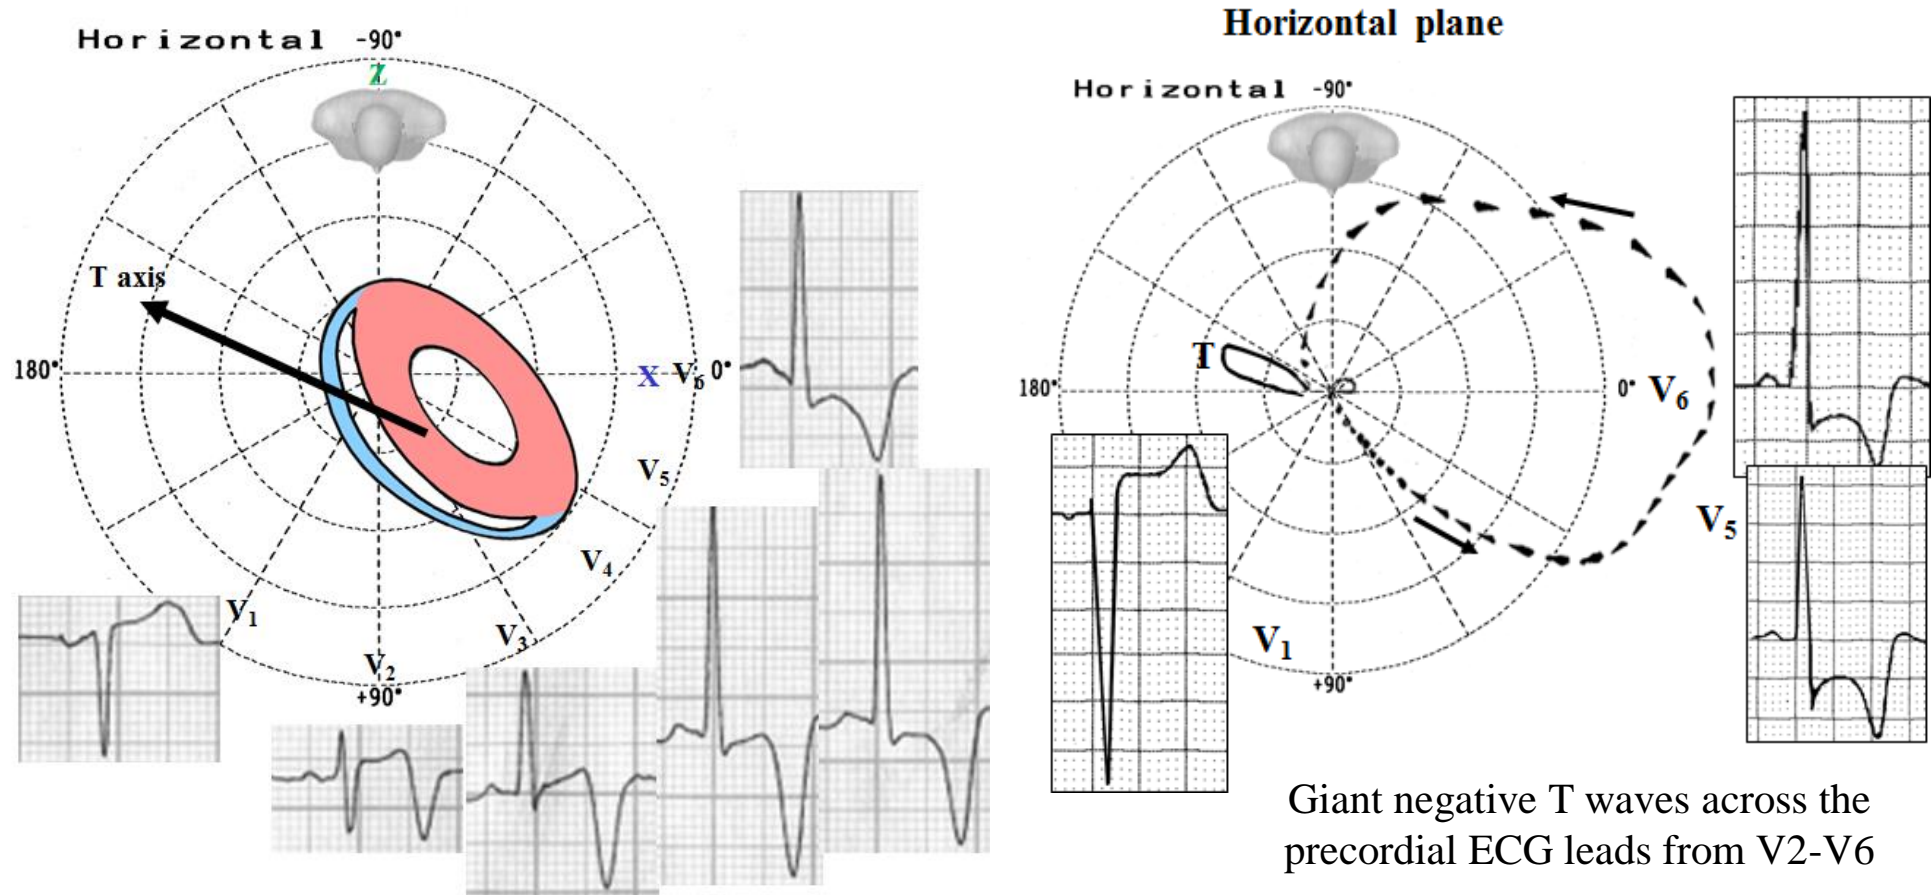 Horizontal -90°
Z
T axis
180°
X V6 0°
V5
V4
V1
V3
V2
+90°
Horizontal plane
Horizontal -90°
T
180°
0° V6
V5
V1
+90°
Giant negative T waves across the
precordial ECG leads from V2-V6